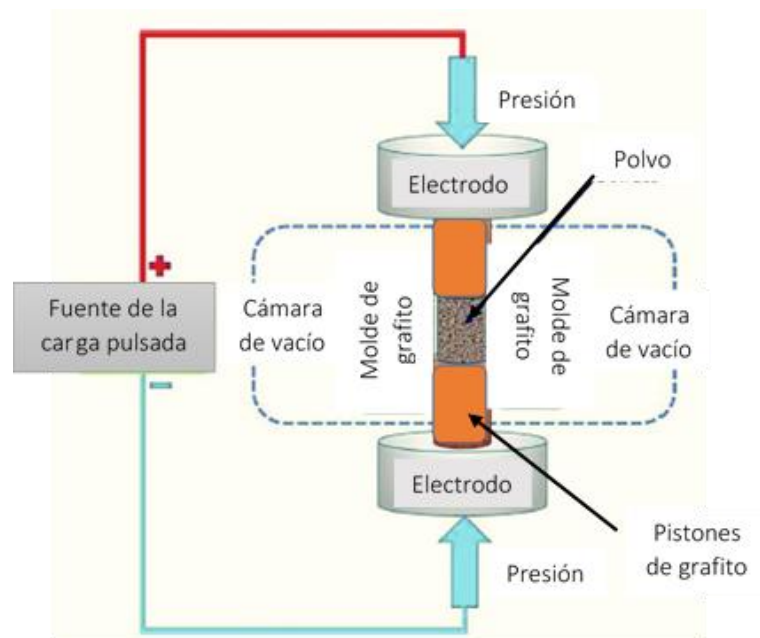 Presión
Polvo
Electrodo
+
Fuente de la
carga pulsada
Cámara
de vacío
Molde de
grafito
Molde de
grafito
Cámara
de vacío
−
Electrodo
Pistones
de grafito
Presión